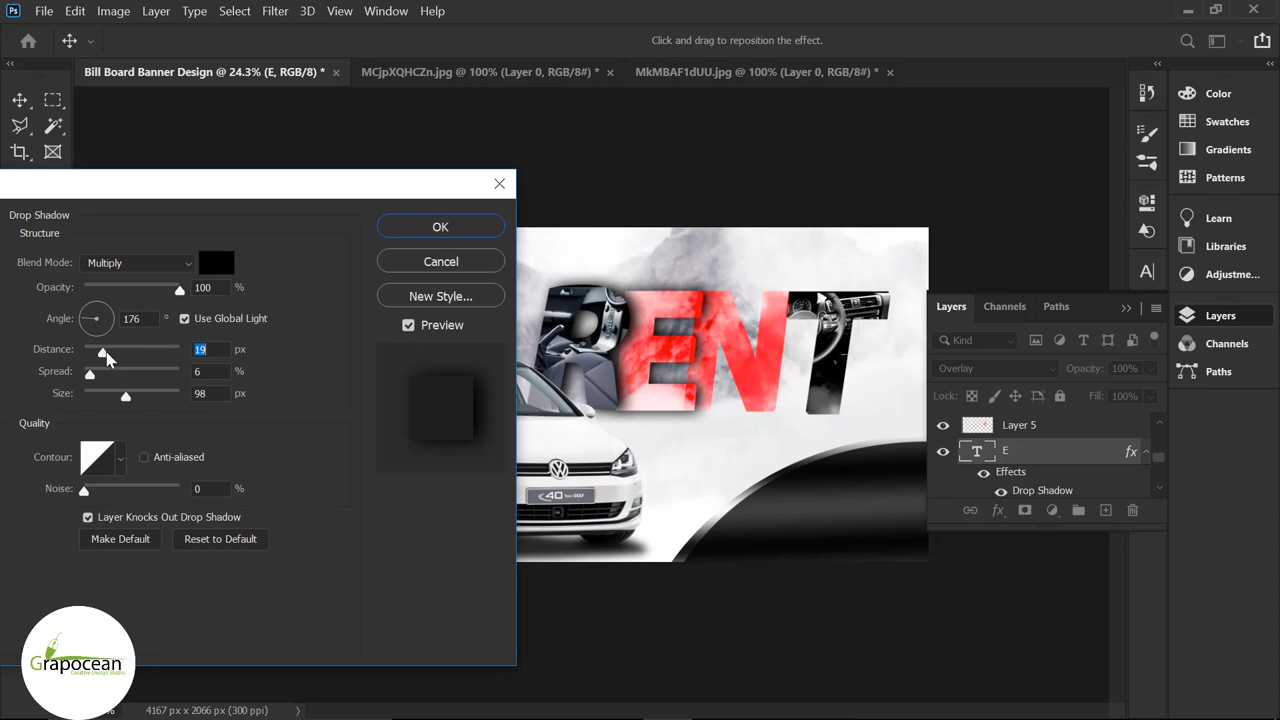 Ps File Edit Image Layer Type Select Filter 3D View Window Help
Click and drag to reposition the effect.
Bill Board Banner Design @ 24.3% (E, RGB/8) * MCjpXQHCZn.jpg @ 100% (Layer 0, RGB/8#) * MkMBAF1dUU.jpg @ 100% (Layer 0, RGB/8#) *
Drop Shadow
Structure
Blend Mode: Multiply
Opacity: 100 %
Angle: 176 ° Use Global Light
Distance: 19 px
Spread: 6 %
Size: 98 px
Quality
Contour: Anti-aliased
Noise: 0 %
Layer Knocks Out Drop Shadow
Make Default Reset to Default
OK
Cancel
New Style...
Preview
RENT
40
Color
Swatches
Gradients
Patterns
Learn
Libraries
Adjustme...
Layers
Channels
Paths
Layers Channels Paths
Kind
Overlay Opacity: 100%
Lock: Fill: 100%
Layer 5
T E fx
Effects
Drop Shadow
fx
Grapocean
Creative Design Studio
4167 px x 2066 px (300 ppi)